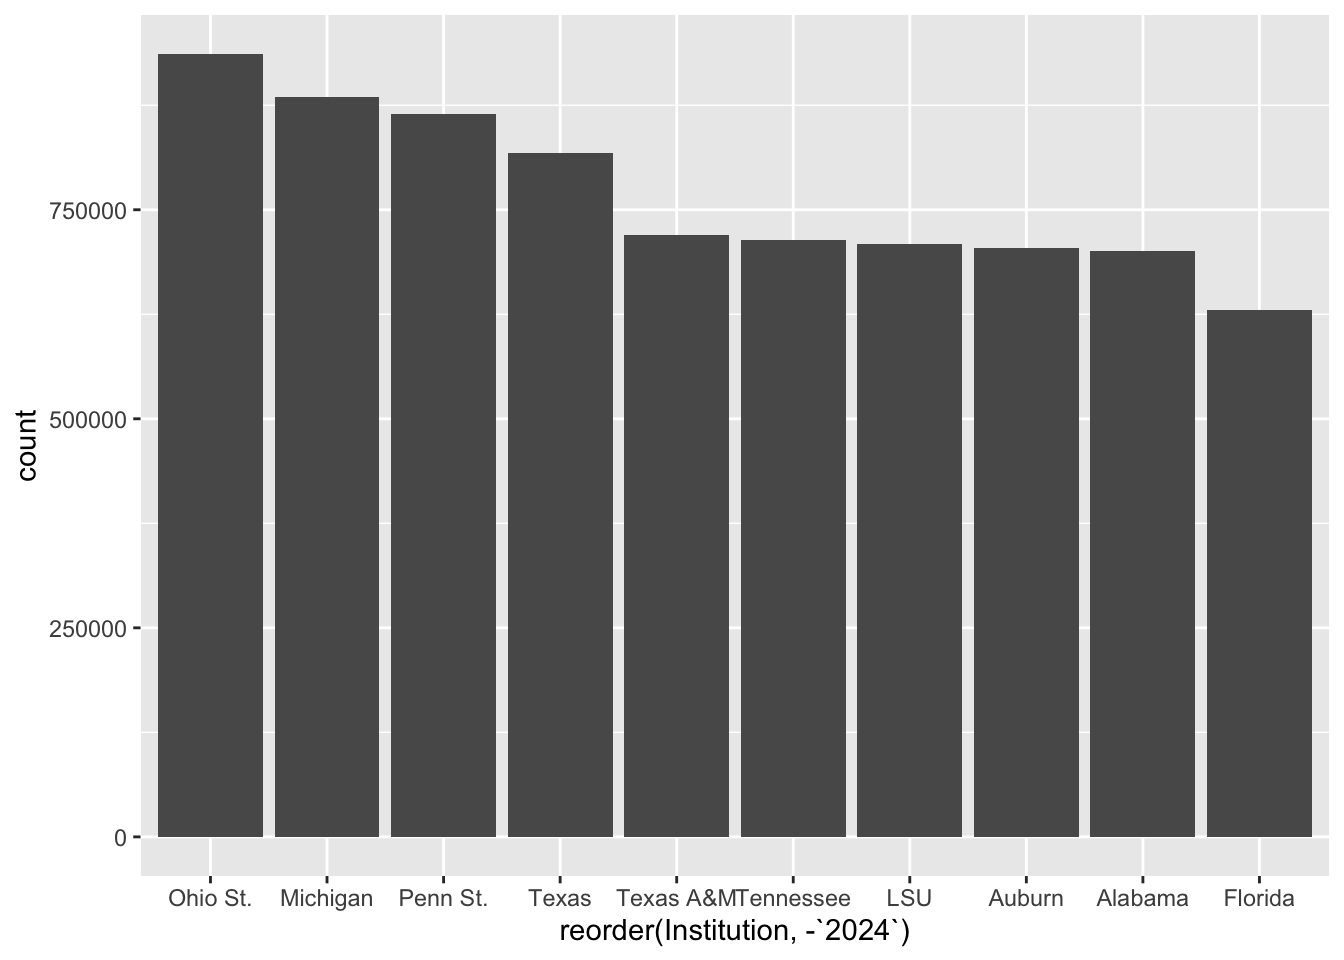 count
750000
500000
250000
0
Ohio St. Michigan Penn St. Texas Texas A&M Tennessee LSU Auburn Alabama Florida
reorder(Institution, -`2024`)